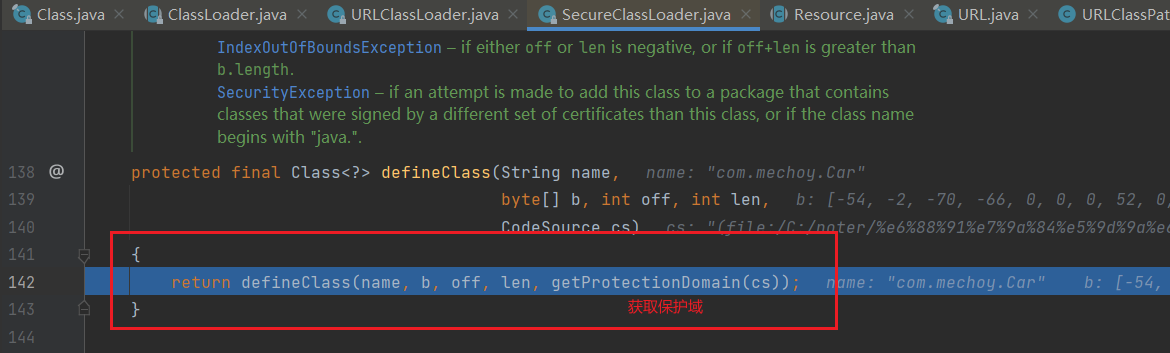 Class.java × ClassLoader.java × URLClassLoader.java × SecureClassLoader.java × Resource.java × URL.java × URLClassPat
IndexOutOfBoundsException – if either off or len is negative, or if off+len is greater than
b.length.
SecurityException – if an attempt is made to add this class to a package that contains
classes that were signed by a different set of certificates than this class, or if the class name
begins with "java.".
138 @ protected final Class<?> defineClass(String name, name: "com.mechoy.Car"
139 byte[] b, int off, int len, b: [-54, -2, -70, -66, 0, 0, 0, 52, 0,
140 CodeSource cs) cs: "(file:/C:/noter/%e6%88%91%e7%9a%84%e5%9d%9a%e6
141 {
142 return defineClass(name, b, off, len, getProtectionDomain(cs)); name: "com.mechoy.Car" b: [-54,
143 }
获取保护域
144